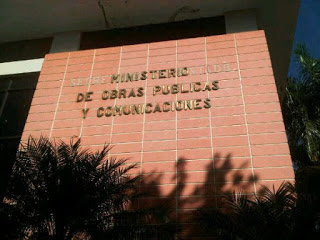 MINISTERIO
DE OBRAS PUBLICAS
Y COMUNICACIONES